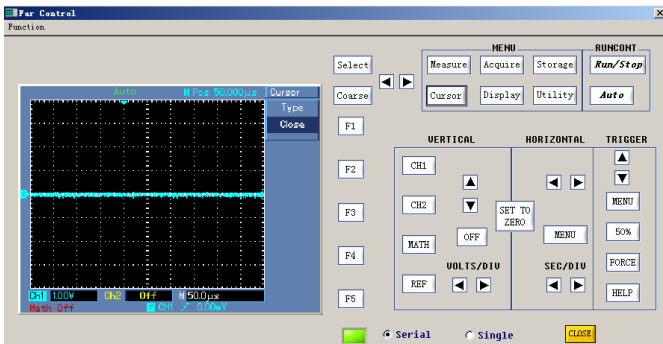 Far Control
Function
MENU
RUNCONT
Select
Measure
Acquire
Storage
Run/Stop
Coarse
Cursor
Display
Utility
Auto
Auto M Pos: 50.000µs Cursor
Type
Close
F1
F2
F3
F4
F5
VERTICAL
HORIZONTAL
TRIGGER
CH1
CH2
SET TO
ZERO
MENU
MATH
OFF
MENU
50%
VOLTS/DIV
SEC/DIV
FORCE
REF
HELP
Ch1 1.00V Ch2 Off M 50.0µs
Math Off CH1 0.00mV
Serial
Single
CLOSE